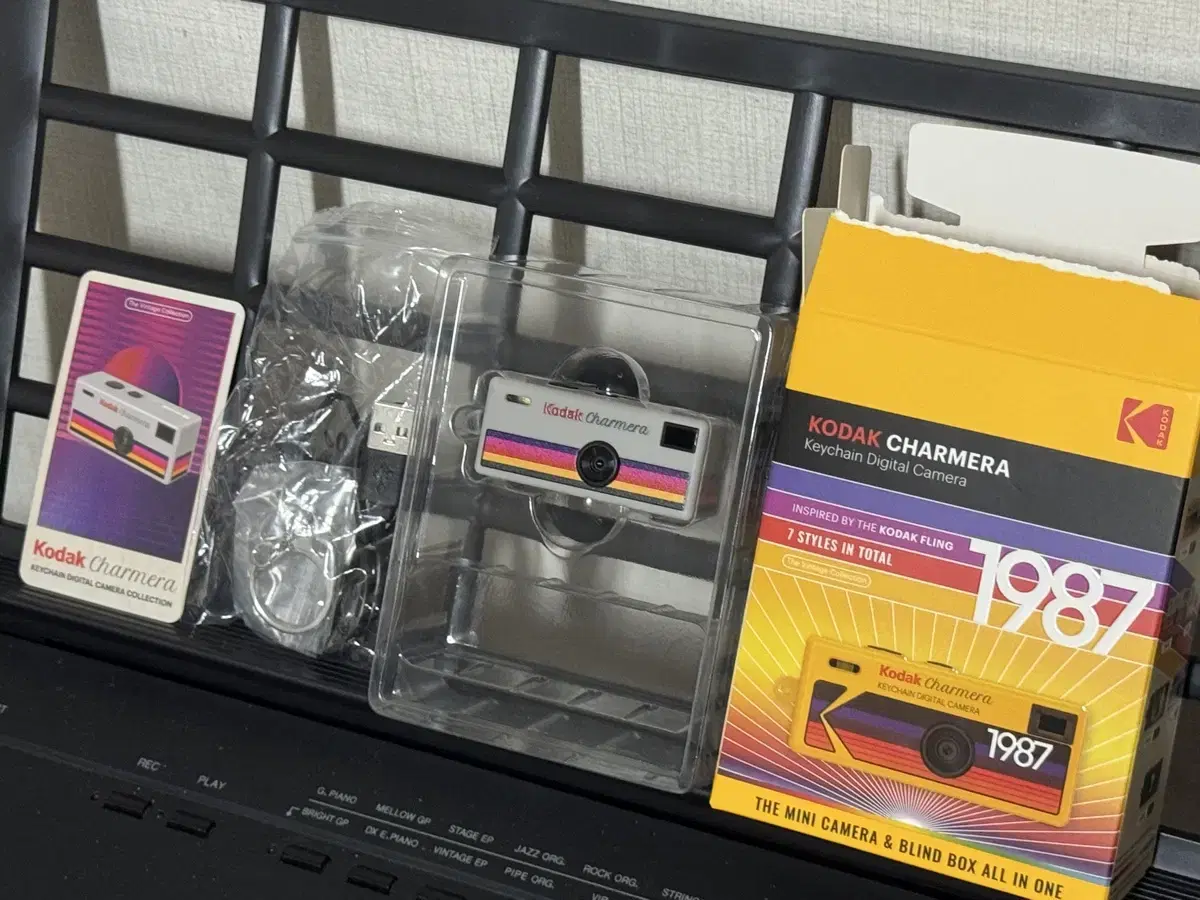 The Vintage Collection
Kodak Charmera
Kodak Charmera
KEYCHAIN DIGITAL CAMERA COLLECTION
Kodak Charmera
KODAK
KODAK CHARMERA
Keychain Digital Camera
INSPIRED BY THE KODAK FLING
7 STYLES IN TOTAL
The Vintage Collection
1987
Kodak Charmera
KEYCHAIN DIGITAL CAMERA
1987
THE MINI CAMERA & BLIND BOX ALL IN ONE
REC
PLAY
G. PIANO
MELLOW GP
STAGE EP
JAZZ ORG.
ROCK ORG.
BRIGHT GP
DX E.PIANO
VINTAGE EP
PIPE ORG.